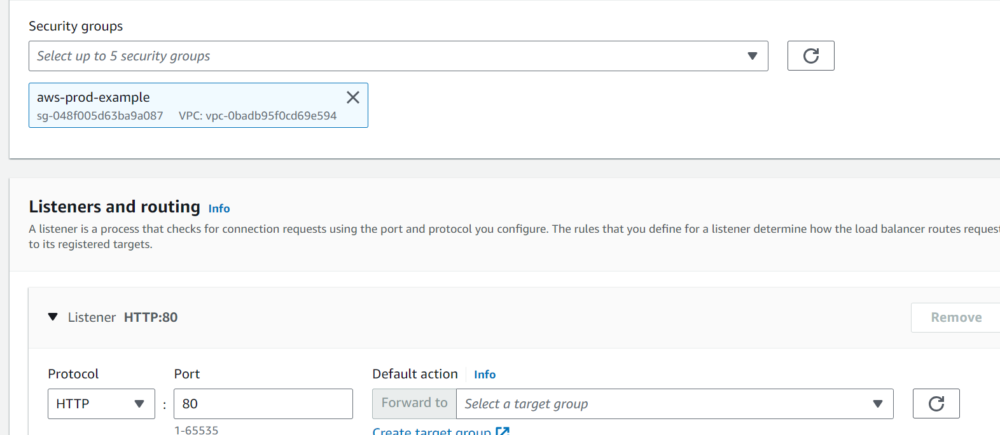 Security groups
Select up to 5 security groups
aws-prod-example
sg-048f005d63ba9a087 VPC: vpc-0badb95f0cd69e594
Listeners and routing Info
A listener is a process that checks for connection requests using the port and protocol you configure. The rules that you define for a listener determine how the load balancer routes request
to its registered targets.
Listener HTTP:80
Remove
Protocol Port Default action Info
HTTP : 80 Forward to Select a target group
1-65535 Create target group